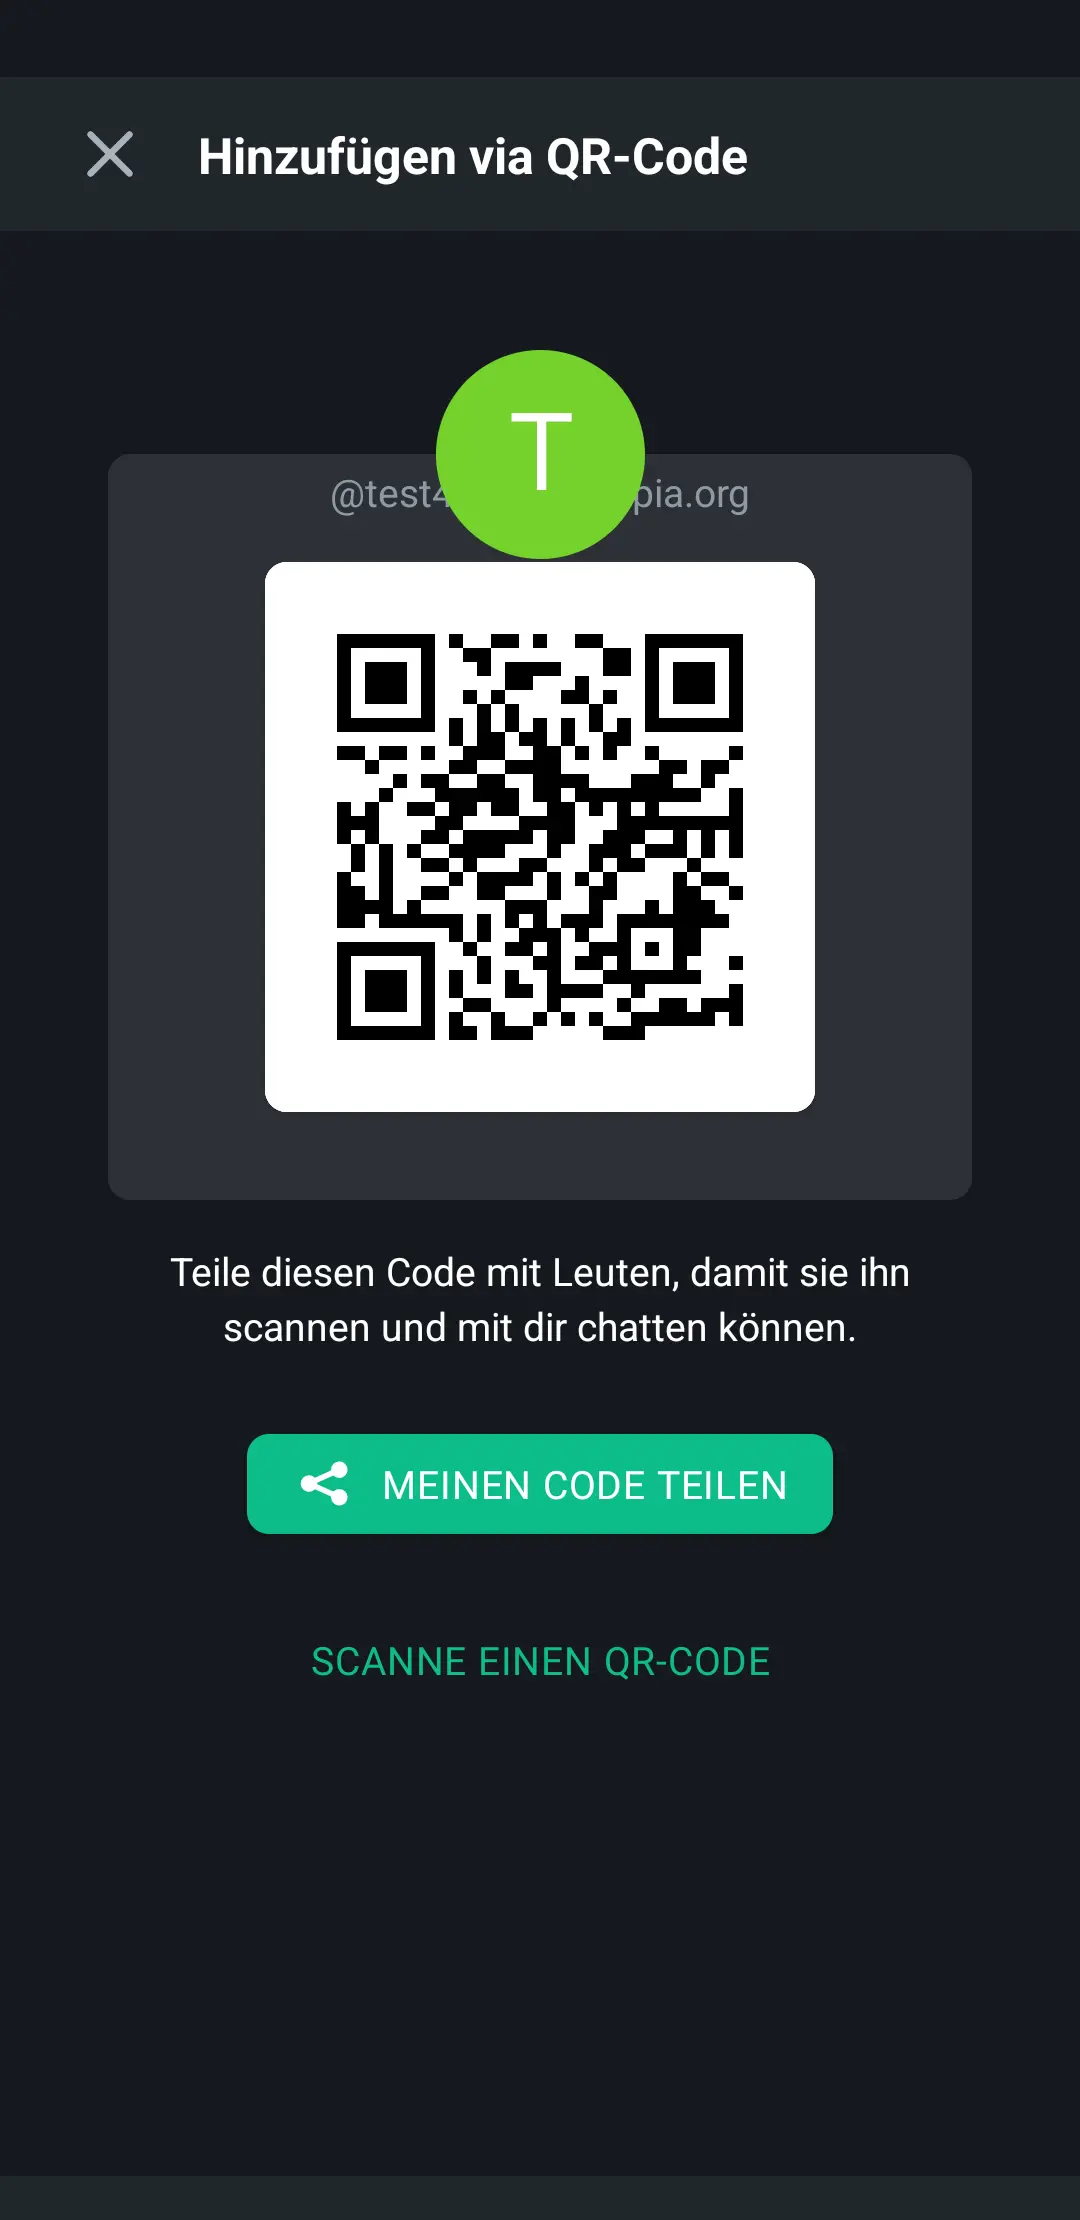 Hinzufügen via QR-Code
T
@test4 pia.org
Teile diesen Code mit Leuten, damit sie ihn
scannen und mit dir chatten können.
MEINEN CODE TEILEN
SCANNE EINEN QR-CODE